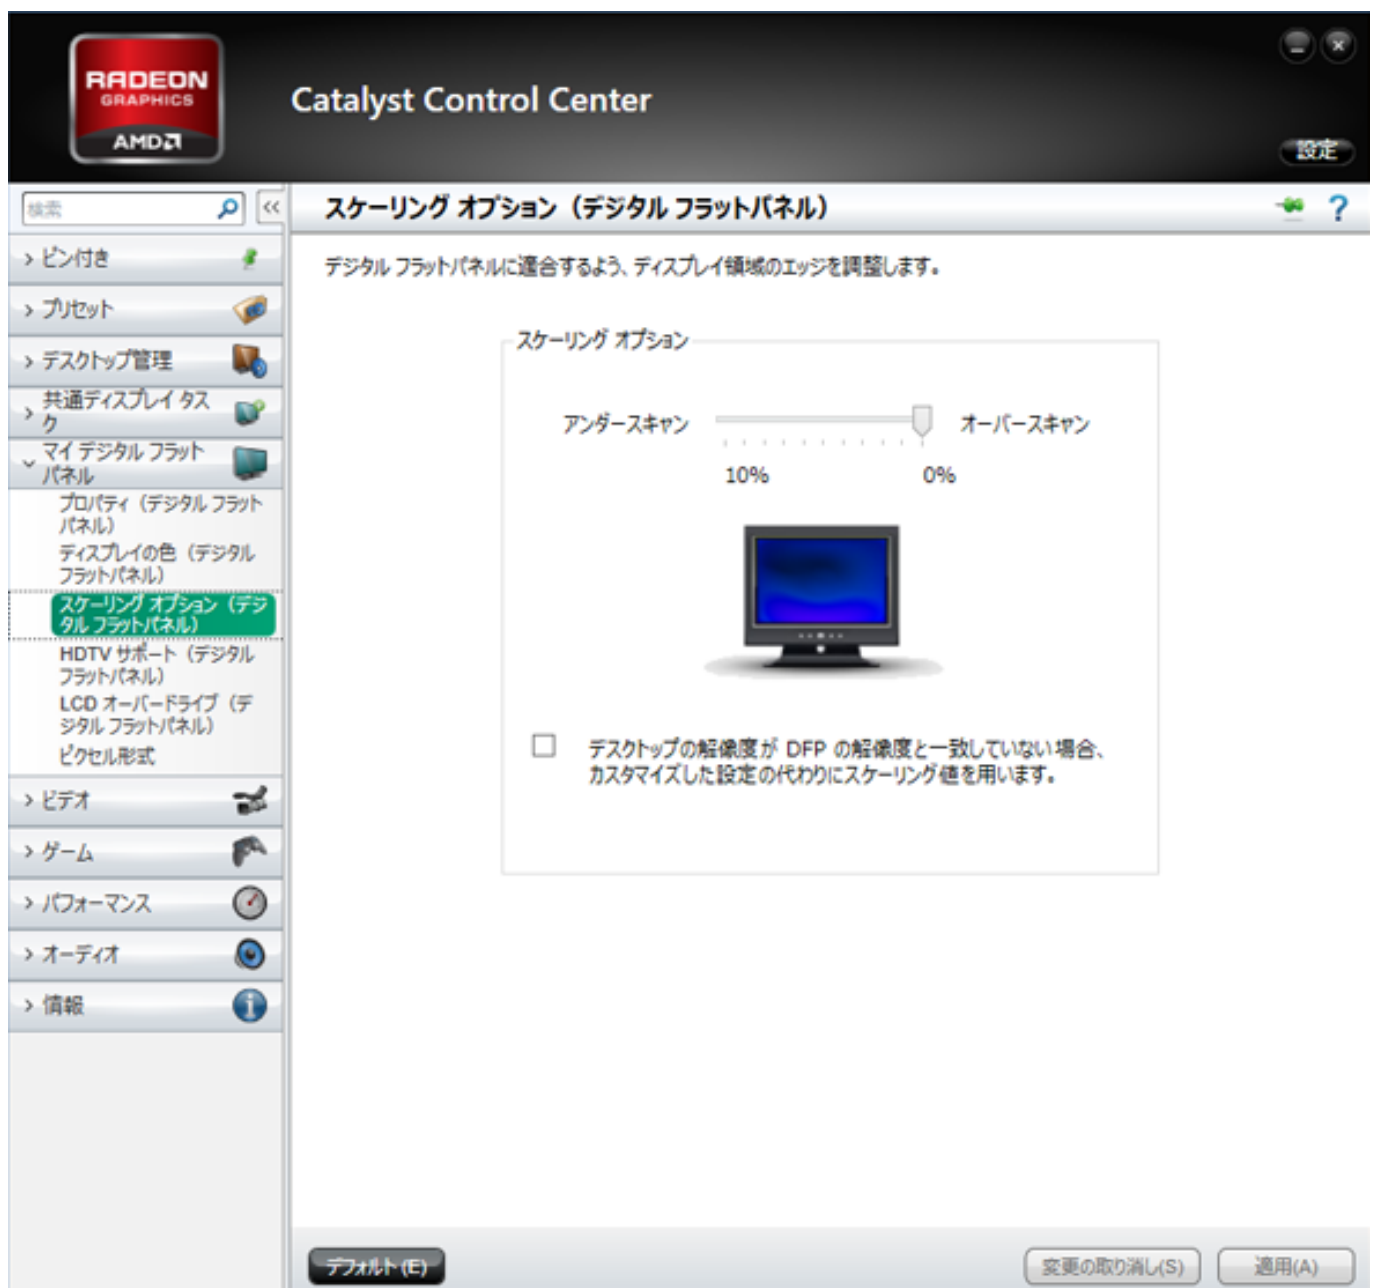 RADEON
GRAPHICS
AMD
Catalyst Control Center
設定
検索
スケーリング オプション（デジタル フラットパネル）
ピン付き
プリセット
デスクトップ管理
共通ディスプレイ タス
ク
マイ デジタル フラット
パネル
プロパティ（デジタル フラット
パネル）
ディスプレイの色（デジタル
フラットパネル）
スケーリング オプション（デジ
タル フラットパネル）
HDTV サポート（デジタル
フラットパネル）
LCD オーバードライブ（デ
ジタル フラットパネル）
ピクセル形式
ビデオ
ゲーム
パフォーマンス
オーディオ
情報
デジタル フラットパネルに適合するよう、ディスプレイ領域のエッジを調整します。
スケーリング オプション
アンダースキャン
オーバースキャン
10%
0%
デスクトップの解像度が DFP の解像度と一致していない場合、
カスタマイズした設定の代わりにスケーリング値を用います。
デフォルト(E)
変更の取り消し(S)
適用(A)